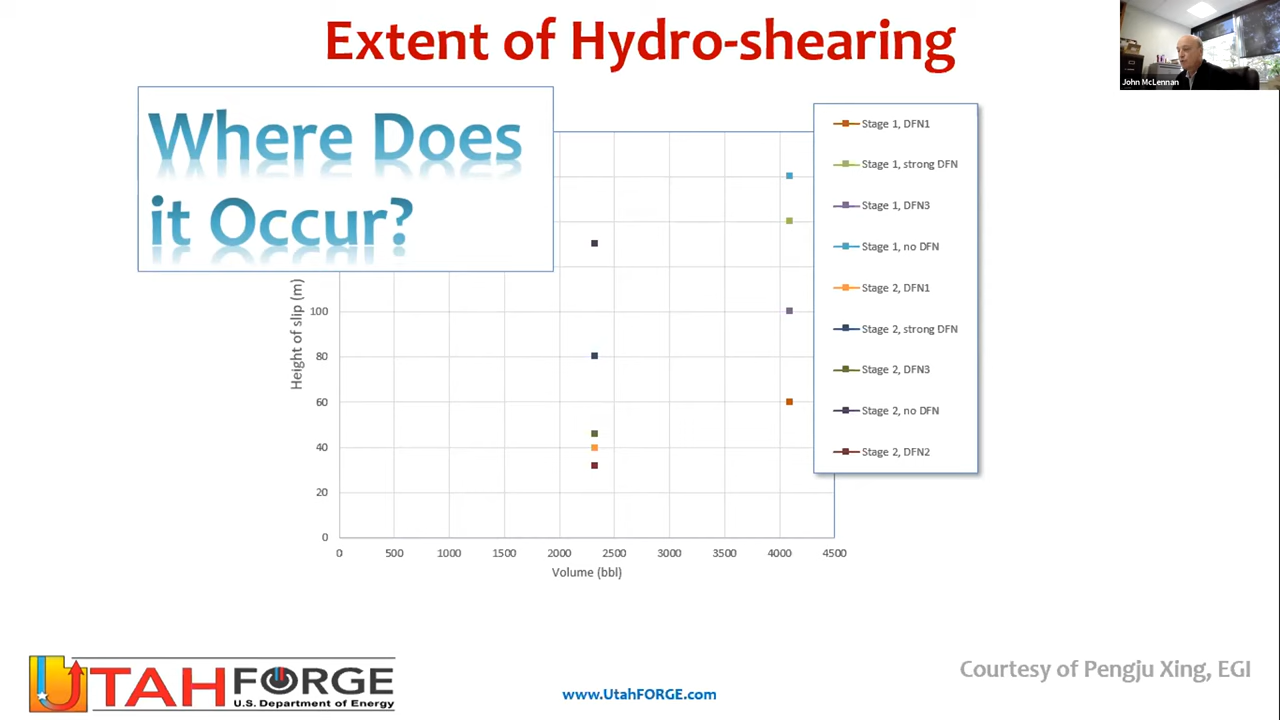 Extent of Hydro-shearing
John McLennan
Where Does
it Occur?
Height of slip (m)
100
80
60
40
20
0
0 500 1000 1500 2000 2500 3000 3500 4000 4500
Volume (bbl)
Stage 1, DFN1
Stage 1, strong DFN
Stage 1, DFN3
Stage 1, no DFN
Stage 2, DFN1
Stage 2, strong DFN
Stage 2, DFN3
Stage 2, no DFN
Stage 2, DFN2
UTAH FORGE
U.S. Department of Energy
www.UtahFORGE.com
Courtesy of Pengju Xing, EGI